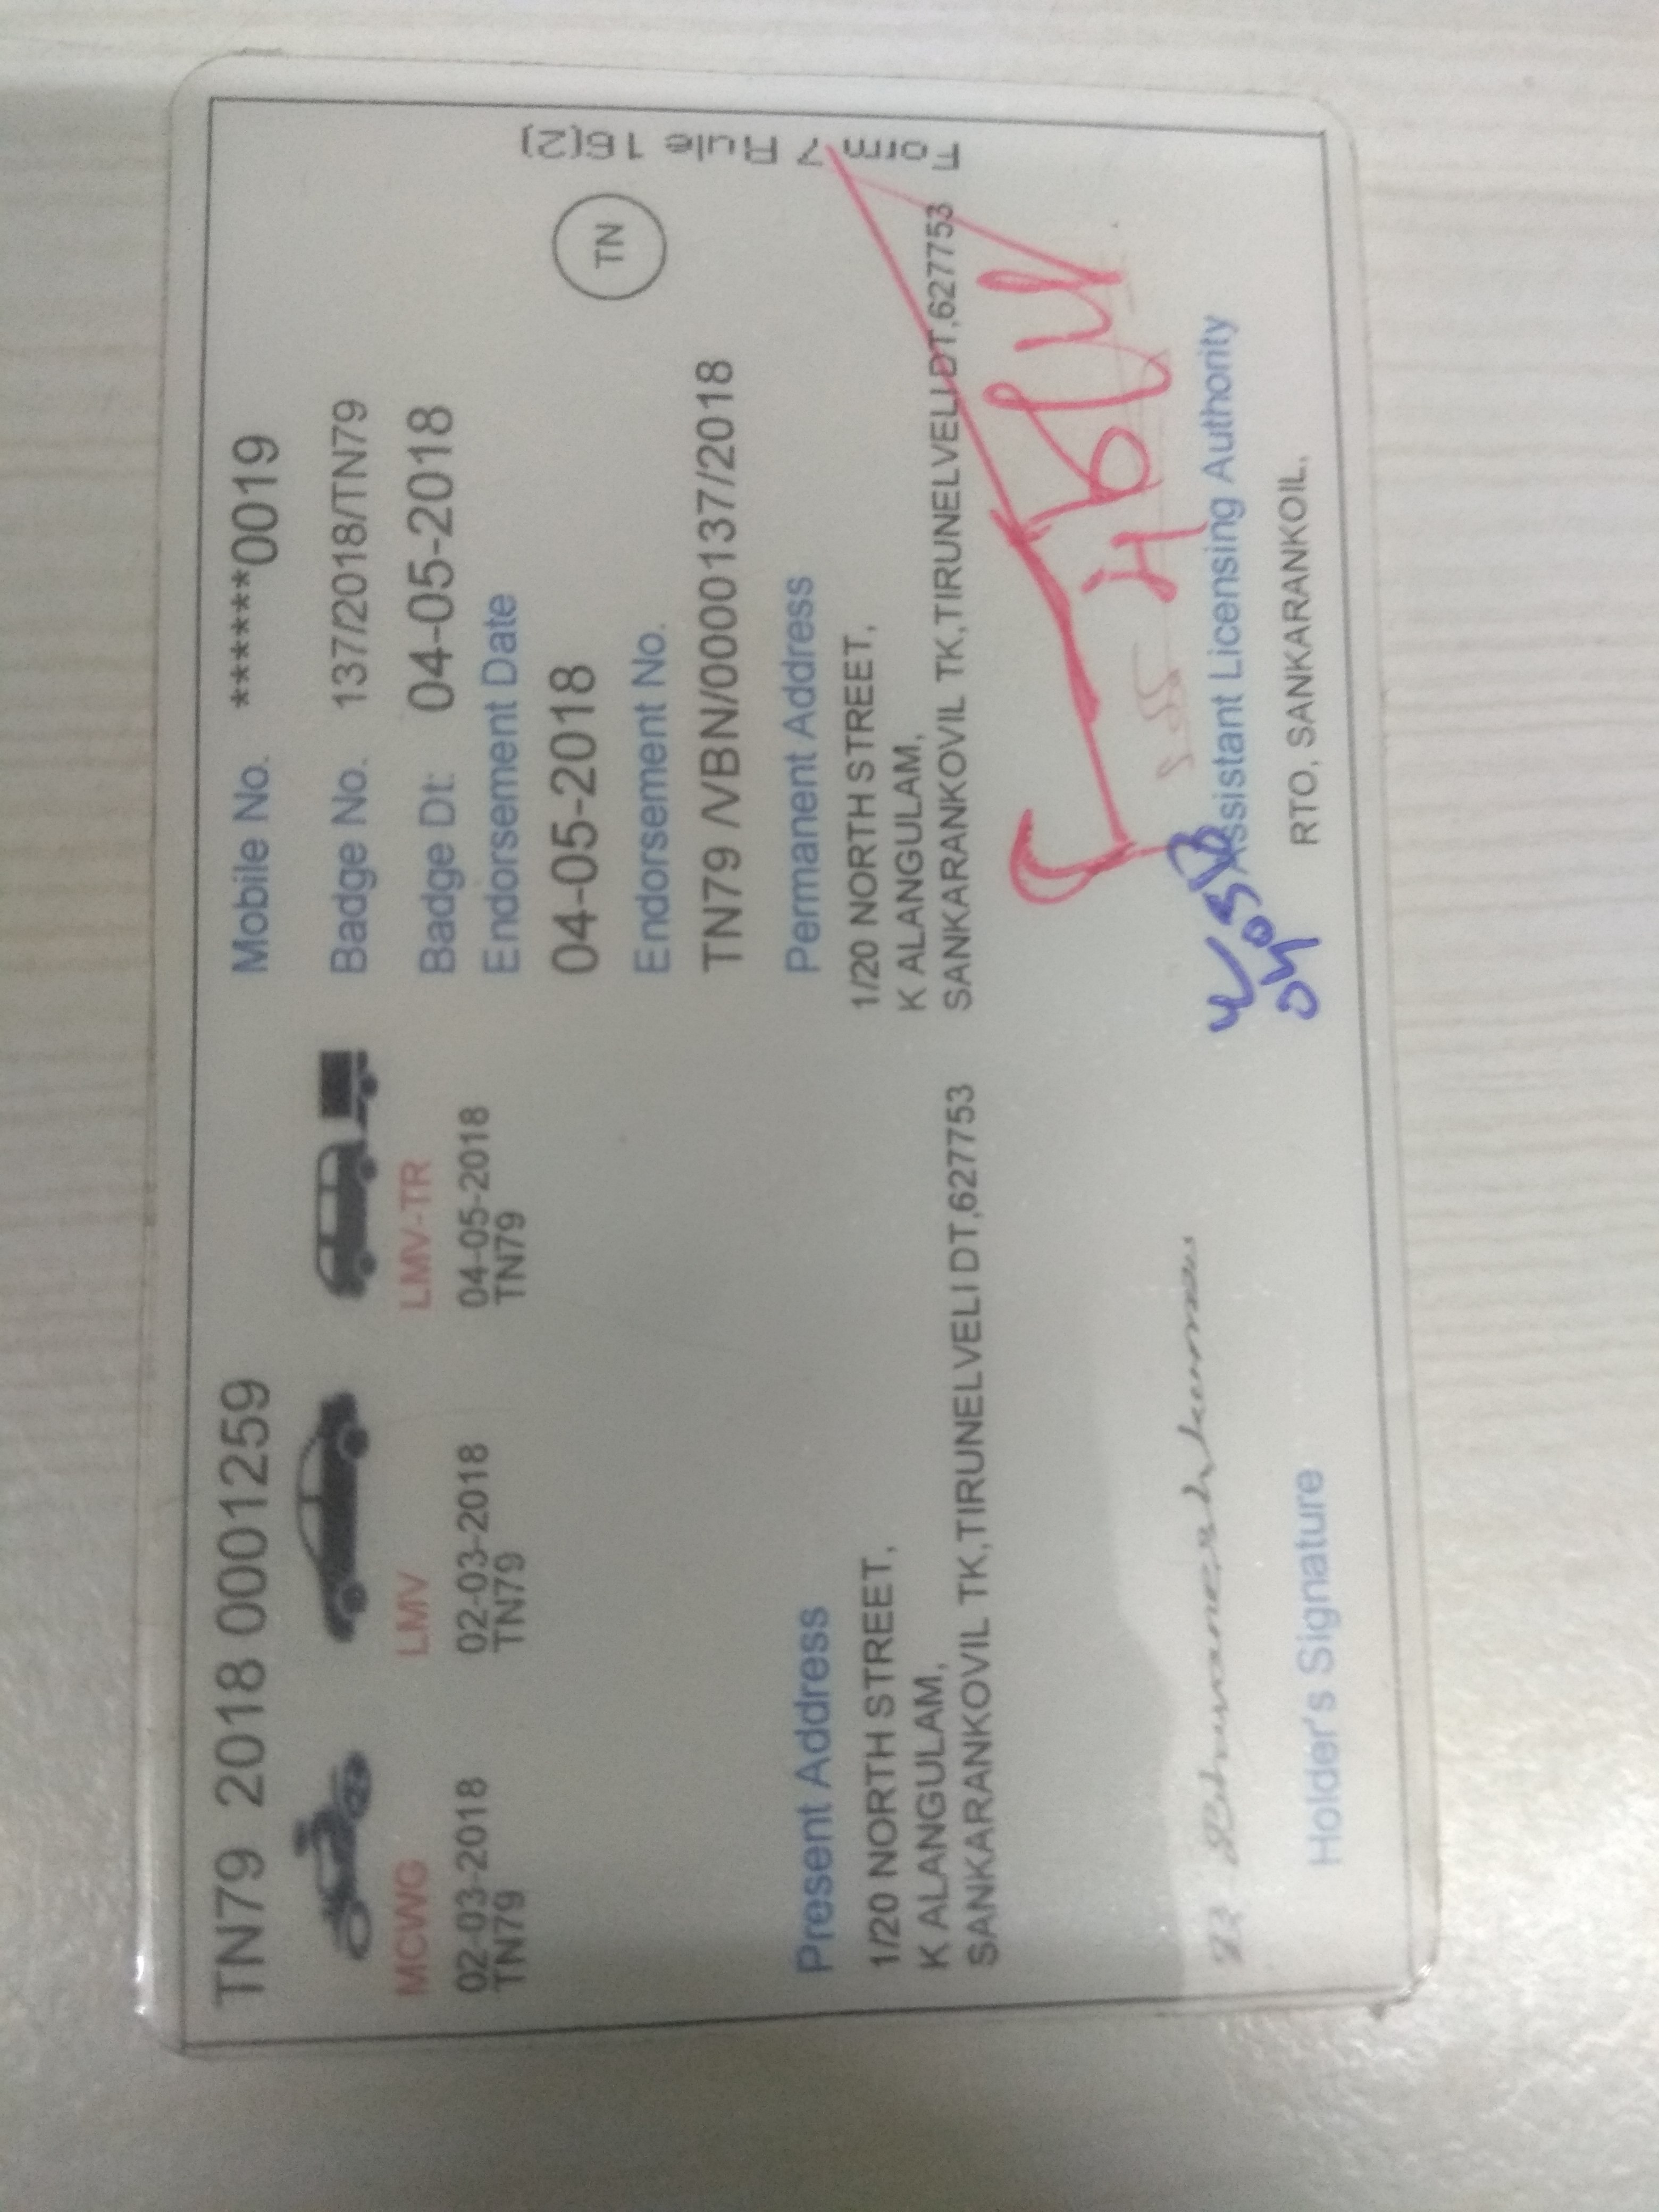 TN79 2018 0001259
MCWG
02-03-2018
TN79
LMV
02-03-2018
TN79
LMV-TR
04-05-2018
TN79
Mobile No. ******0019
Badge No. 137/2018/TN79
Badge Dt: 04-05-2018
Endorsement Date
04-05-2018
Endorsement No.
TN79 /VBN/0000137/2018
TN
Form 7 Rule 16(2)
Present Address
1/20 NORTH STREET,
K ALANGULAM,
SANKARANKOVIL TK,TIRUNELVELI DT,627753
Permanent Address
1/20 NORTH STREET,
K ALANGULAM,
SANKARANKOVIL TK,TIRUNELVELI DT,627753
Holder's Signature
Assistant Licensing Authority
RTO, SANKARANKOIL.